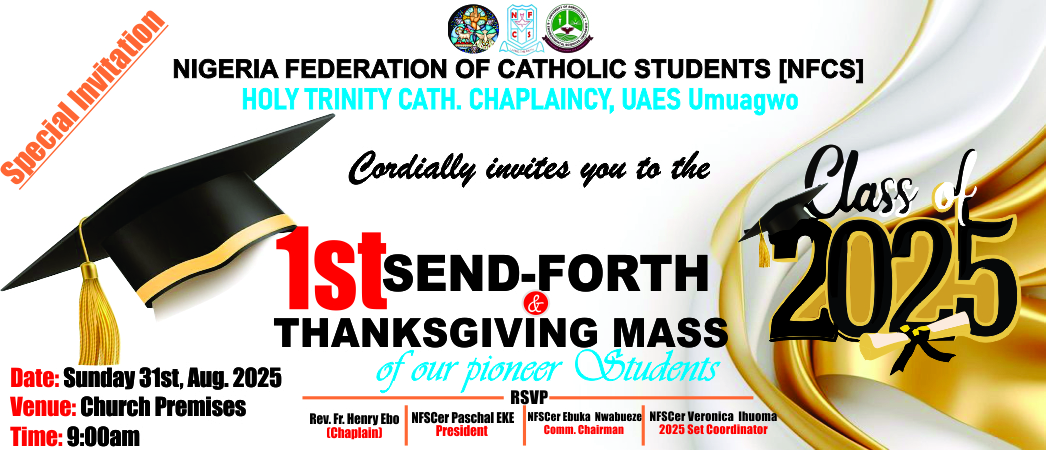 Special Invitation
N F
C S
NIGERIA FEDERATION OF CATHOLIC STUDENTS [NFCS]
HOLY TRINITY CATH. CHAPLAINCY, UAES Umuagwo
Cordially invites you to the
Class of
2025
1st SEND-FORTH
&
THANKSGIVING MASS
of our pioneer Students
Date: Sunday 31st, Aug. 2025
Venue: Church Premises
Time: 9:00am
RSVP
Rev. Fr. Henry Ebo
(Chaplain)
NFSCer Paschal EKE
President
NFSCer Ebuka Nwabueze
Comm. Chairman
NFSCer Veronica Ihuoma
2025 Set Coordinator